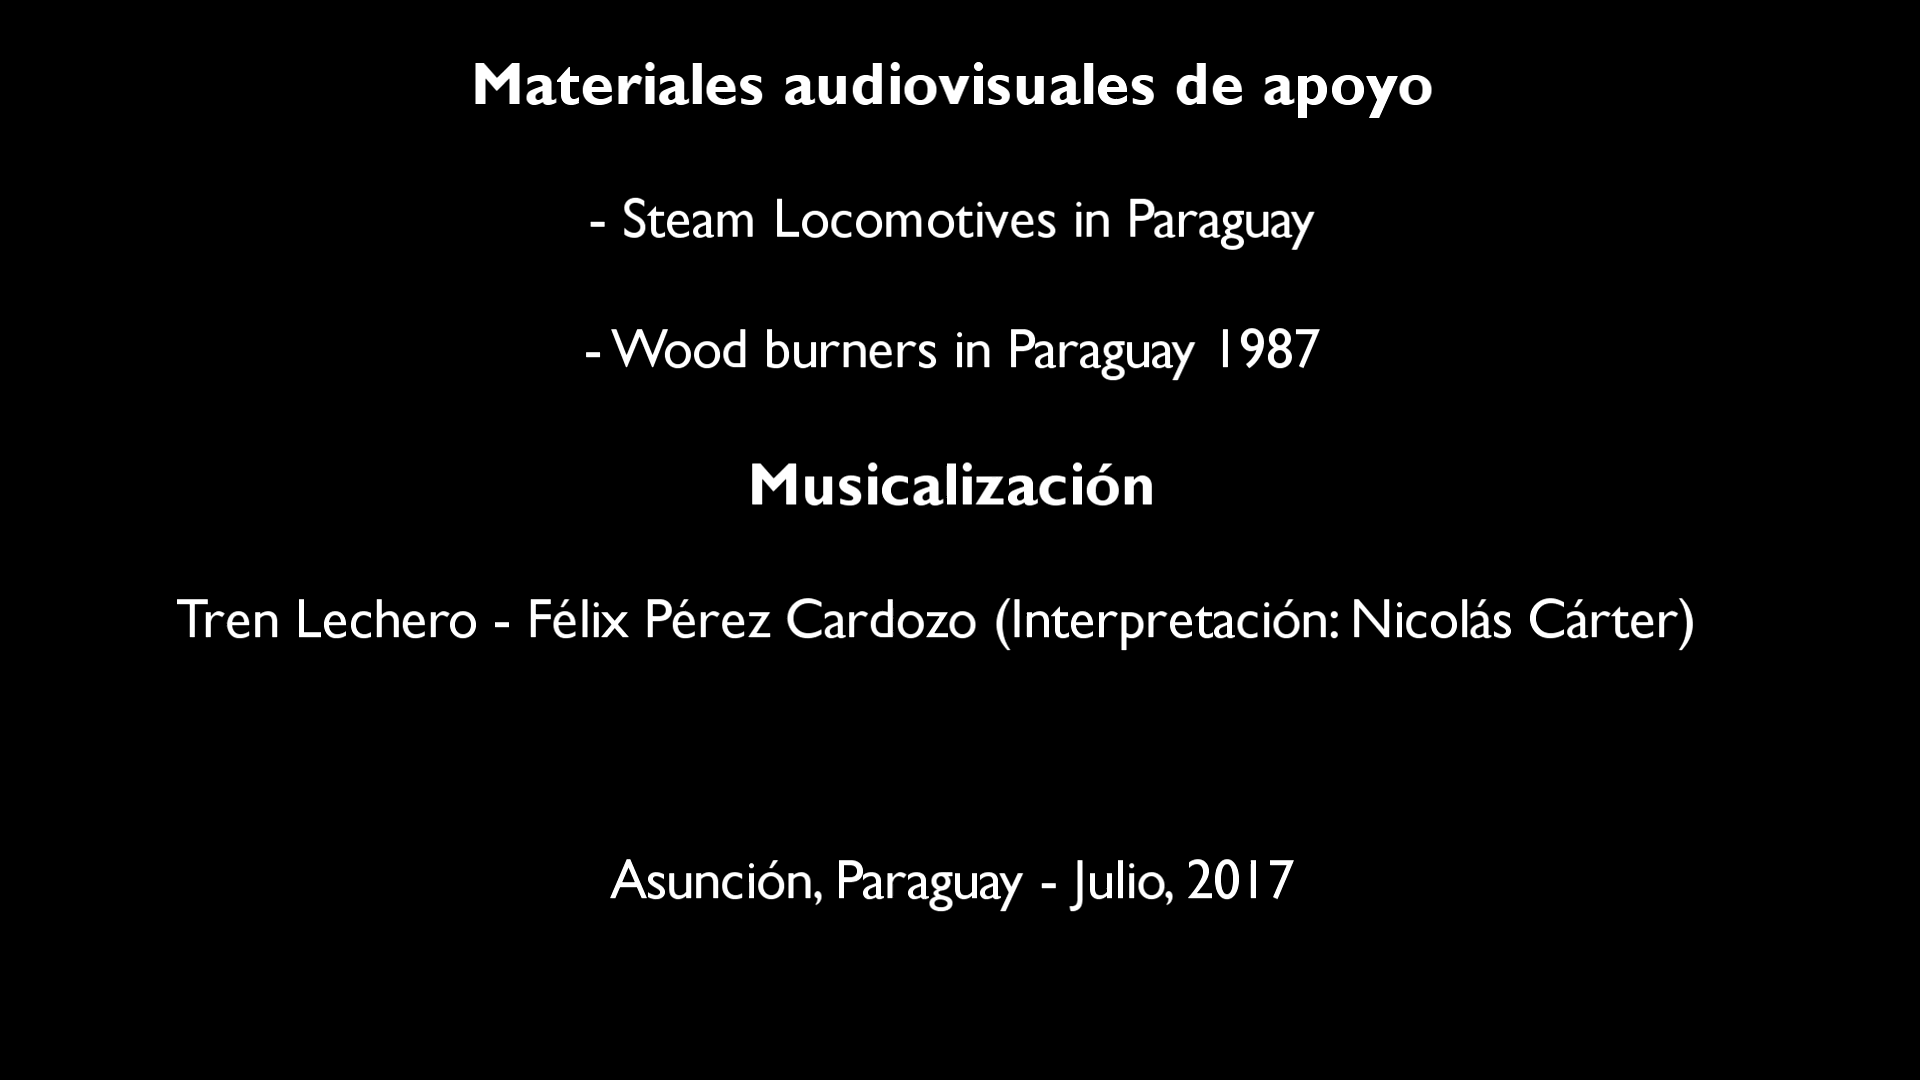 Materiales audiovisuales de apoyo
- Steam Locomotives in Paraguay
- Wood burners in Paraguay 1987
Musicalización
Tren Lechero - Félix Pérez Cardozo (Interpretación: Nicolás Cárter)
Asunción, Paraguay - Julio, 2017